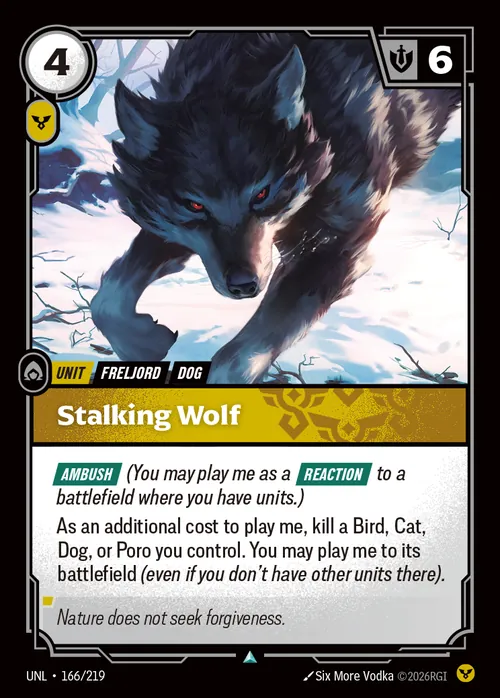 4
6
UNIT FRELJORD DOG
Stalking Wolf
AMBUSH (You may play me as a REACTION to a
battlefield where you have units.)
As an additional cost to play me, kill a Bird, Cat,
Dog, or Poro you control. You may play me to its
battlefield (even if you don't have other units there).
Nature does not seek forgiveness.
UNL • 166/219 Six More Vodka ©2026RGI